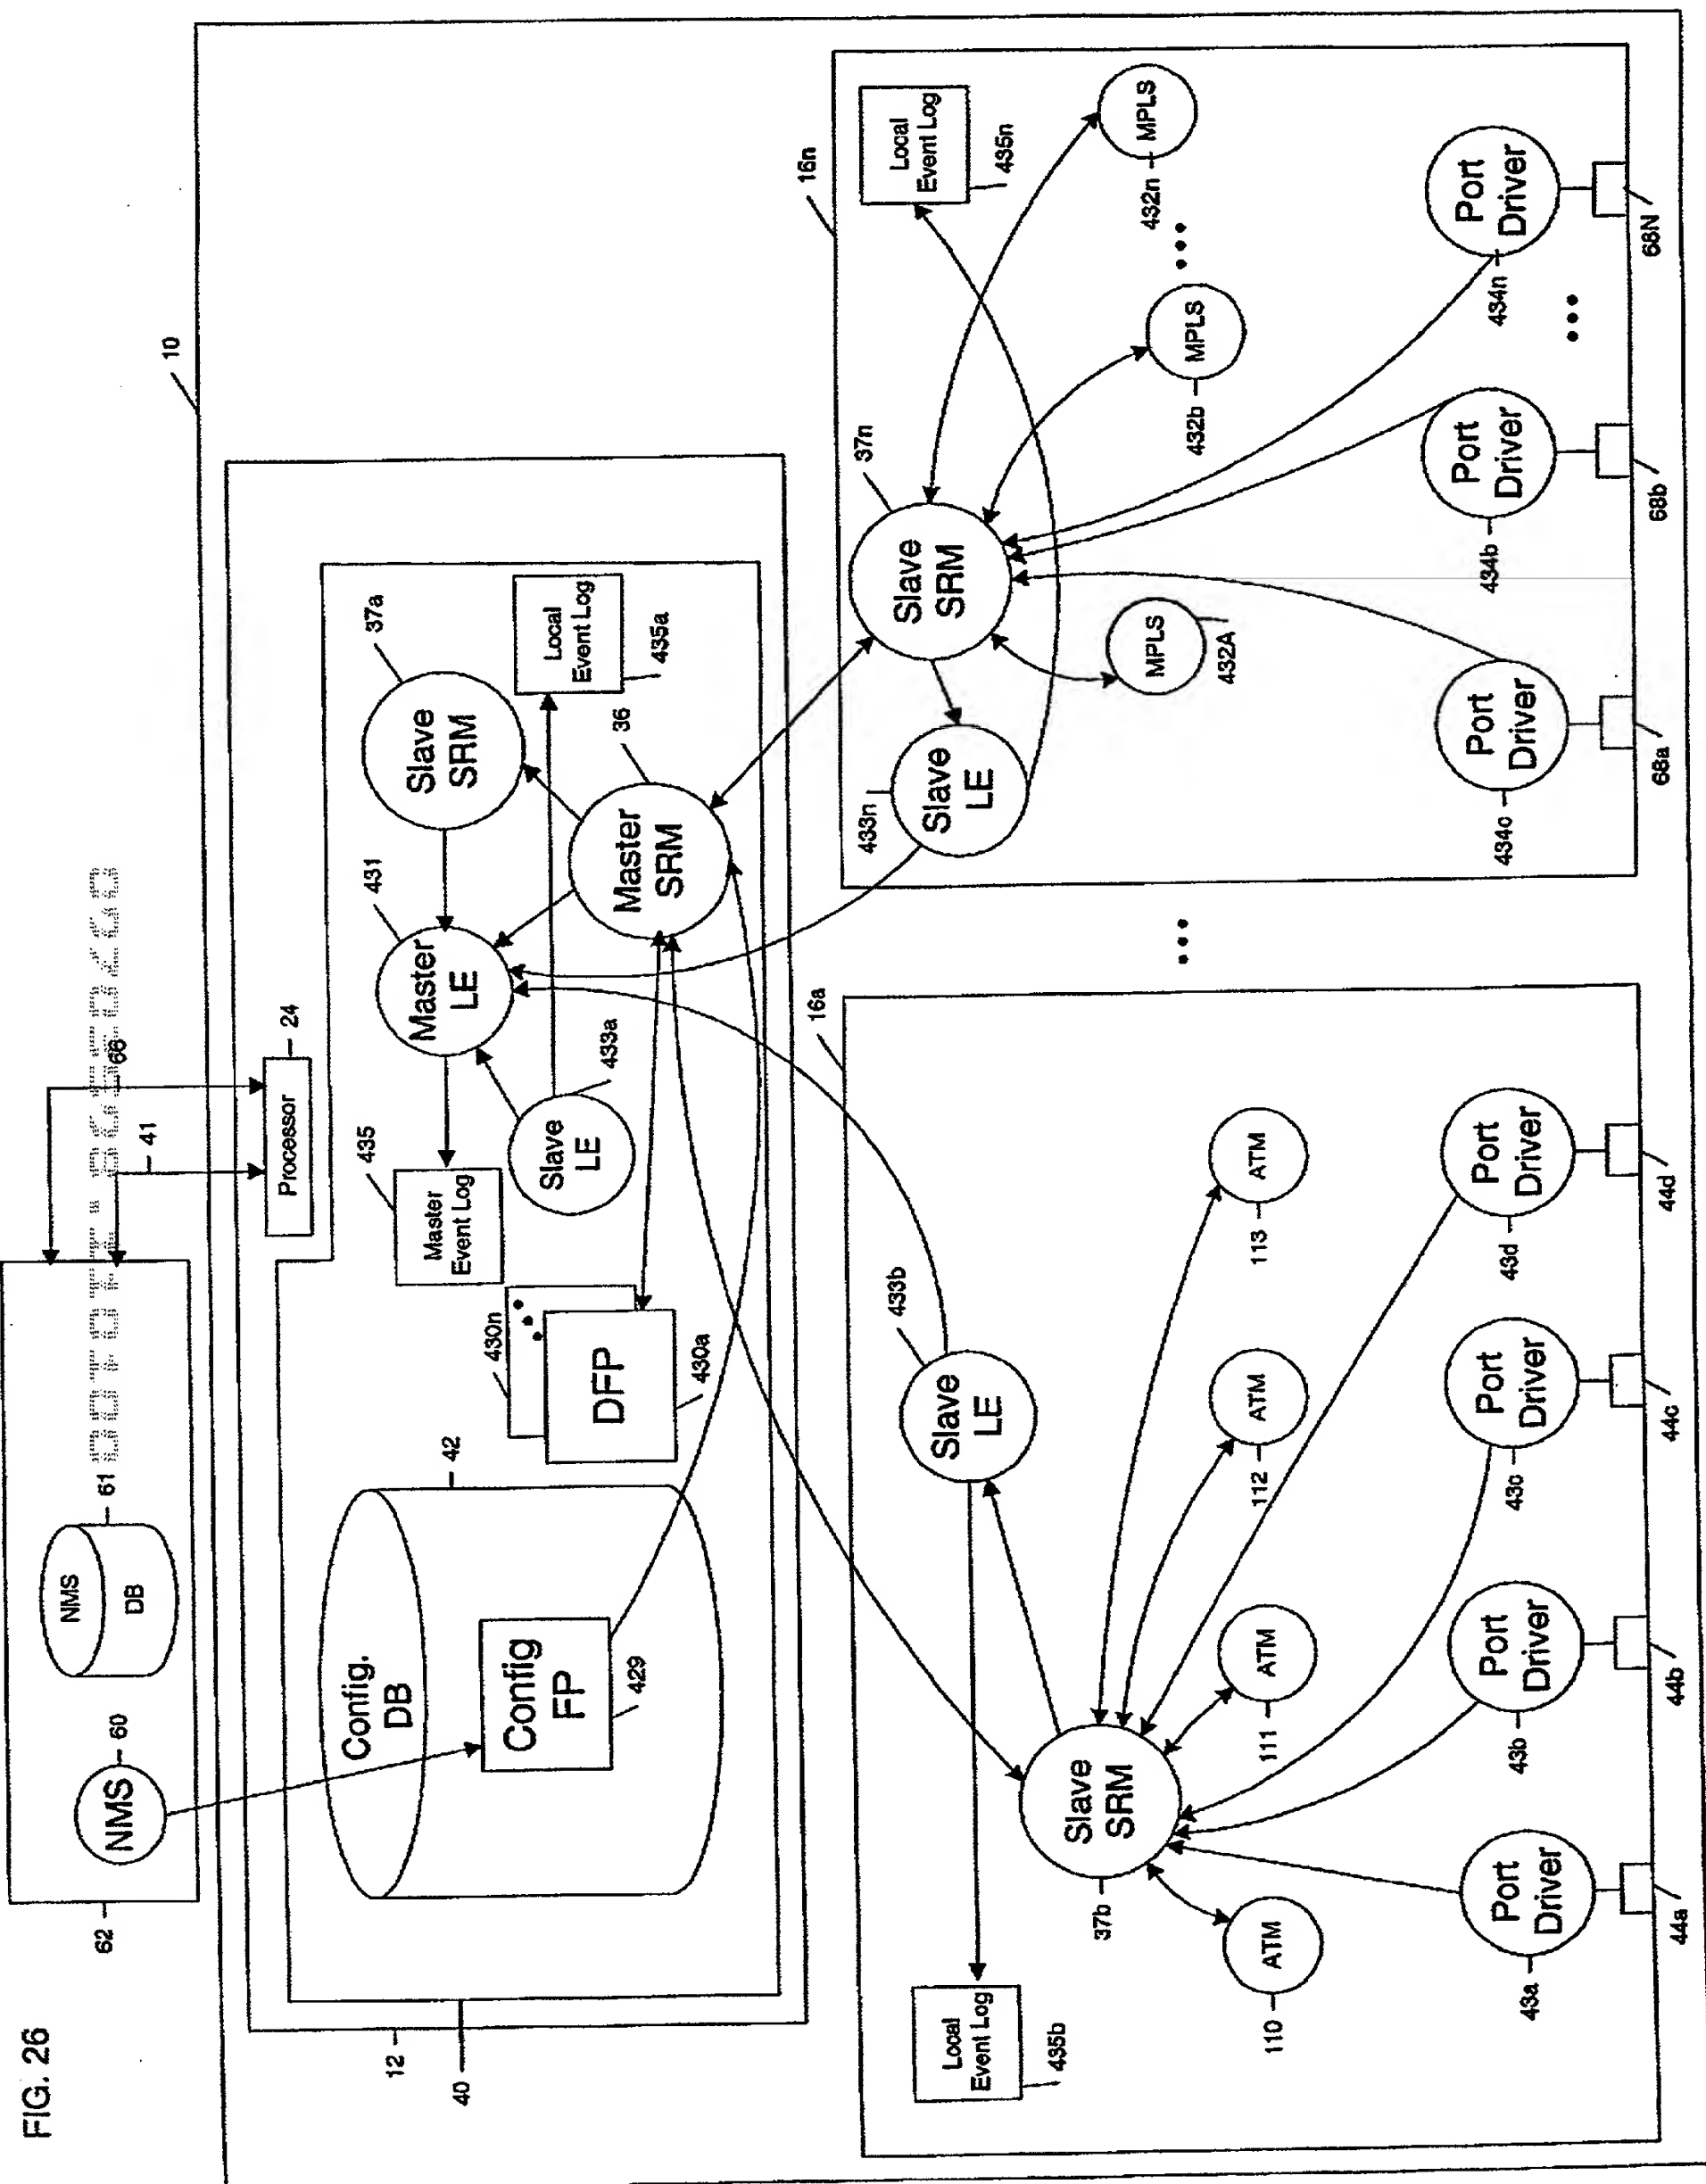 FIG. 26
62
NMS
60
NMS
DB
61
41
66
10
12
40
Processor
24
Config.
DB
42
Config
FP
429
DFP
430a
430n
Master
Event Log
435
Slave
LE
433a
Master
LE
431
Master
SRM
36
Slave
SRM
37a
Local
Event Log
435a
16a
Local
Event Log
435b
Slave
LE
433b
Slave
SRM
37b
ATM
110
ATM
111
ATM
112
ATM
113
Port
Driver
43a
Port
Driver
43b
Port
Driver
43c
Port
Driver
43d
44a
44b
44c
44d
16n
Slave
LE
433n
Slave
SRM
37n
Local
Event Log
435n
MPLS
432A
MPLS
432b
MPLS
432n
Port
Driver
434c
Port
Driver
434b
Port
Driver
434n
68a
68b
68N